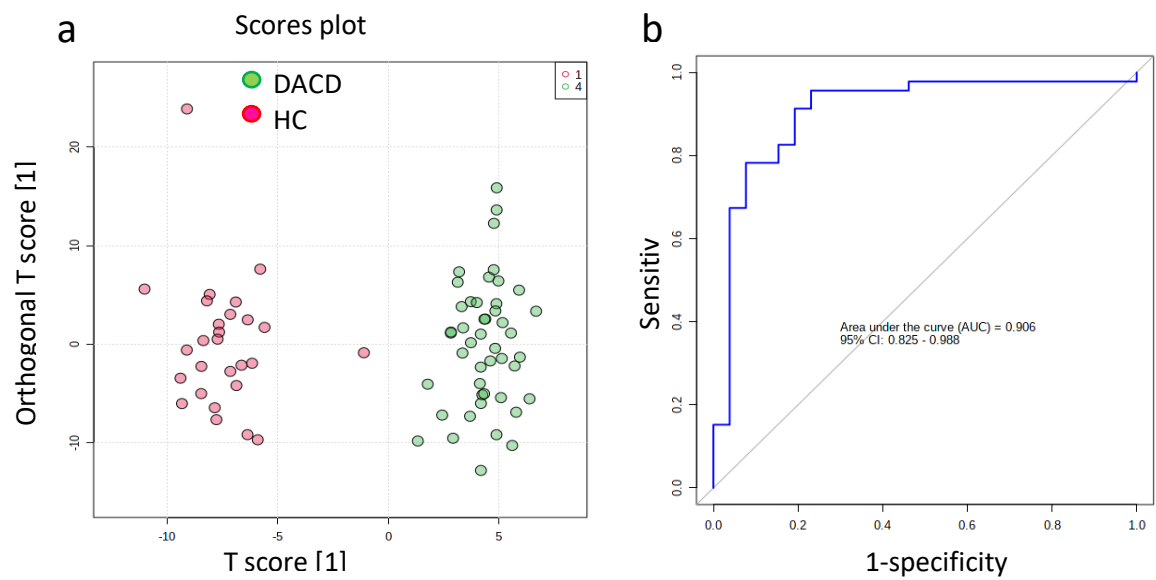 a
Scores plot
DACD
HC
1
4
Orthogonal T score [1]
20
10
0
-10
-10
-5
0
5
T score [1]
b
Sensitiv
1.0
0.8
0.6
0.4
0.2
0.0
Area under the curve (AUC) = 0.906
95% CI: 0.825 - 0.988
0.0
0.2
0.4
0.6
0.8
1.0
1-specificity